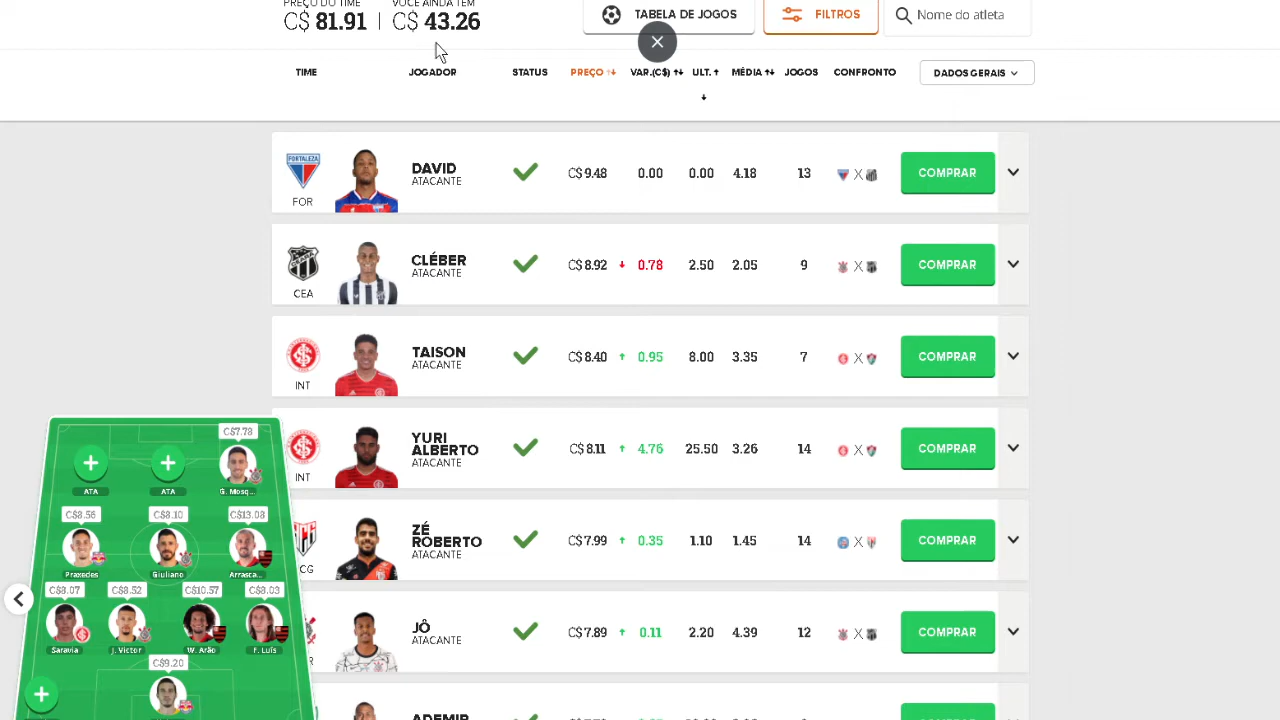 PREÇO DO TIME VOCÊ AINDA TEM
C$ 81.91 | C$ 43.26
TABELA DE JOGOS
FILTROS
Nome do atleta
TIME JOGADOR STATUS PREÇO VAR.(C$) ULT. MÉDIA JOGOS CONFRONTO DADOS GERAIS
FORTALEZA
FOR
DAVID
ATACANTE
C$ 9.48 0.00 0.00 4.18 13 X COMPRAR
CEA
CLÉBER
ATACANTE
C$ 8.92 0.78 2.50 2.05 9 X COMPRAR
INT
TAISON
ATACANTE
C$ 8.40 0.95 8.00 3.35 7 X COMPRAR
INT
YURI
ALBERTO
ATACANTE
C$ 8.11 4.76 25.50 3.26 14 X COMPRAR
CG
ZÉ
ROBERTO
ATACANTE
C$ 7.99 0.35 1.10 1.45 14 X COMPRAR
R
JÔ
ATACANTE
C$ 7.89 0.11 2.20 4.39 12 X COMPRAR
ADEMIR
C$7.78
ATA ATA G. Mosq...
C$8.56 C$8.10 C$13.08
Praxedes Giuliano Arrasca...
C$8.07 C$8.52 C$10.57 C$8.03
Saravia J. Victor W. Arão F. Luís
C$9.20